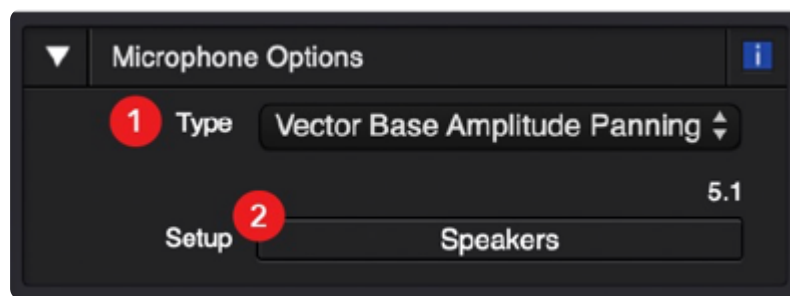 ▼ Microphone Options i
1 Type Vector Base Amplitude Panning
5.1
Setup 2 Speakers